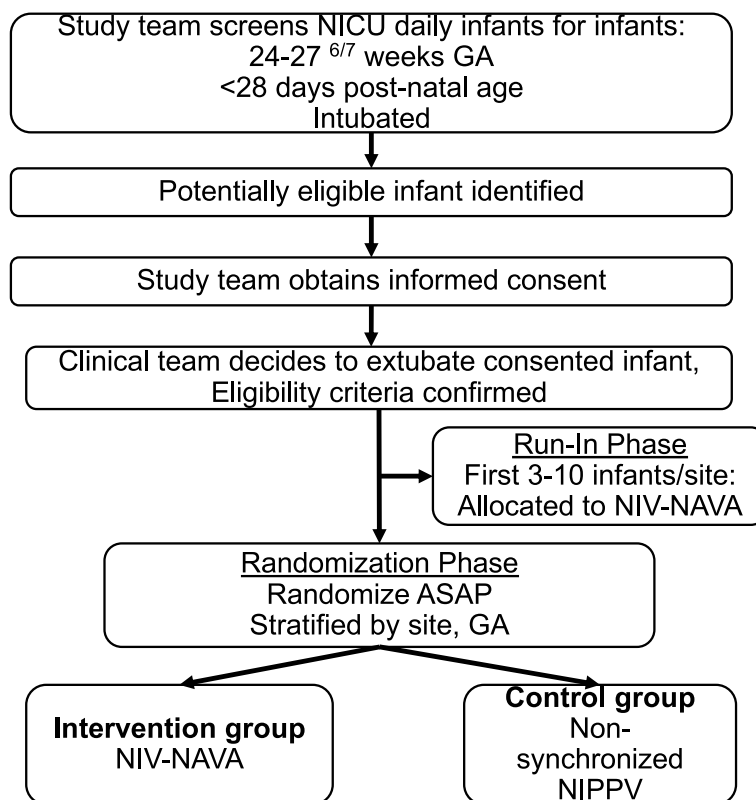 Study team screens NICU daily infants for infants:
24-27 6/7 weeks GA
<28 days post-natal age
Intubated
Potentially eligible infant identified
Study team obtains informed consent
Clinical team decides to extubate consented infant,
Eligibility criteria confirmed
Run-In Phase
First 3-10 infants/site:
Allocated to NIV-NAVA
Randomization Phase
Randomize ASAP
Stratified by site, GA
Intervention group
NIV-NAVA
Control group
Non-
synchronized
NIPPV